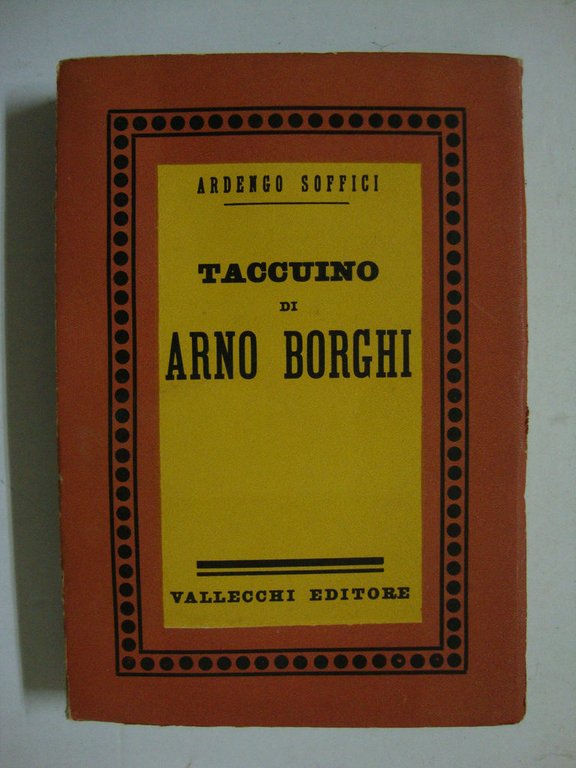 ARDENGO SOFFICI
TACCUINO
DI
ARNO BORGHI
VALLECCHI EDITORE